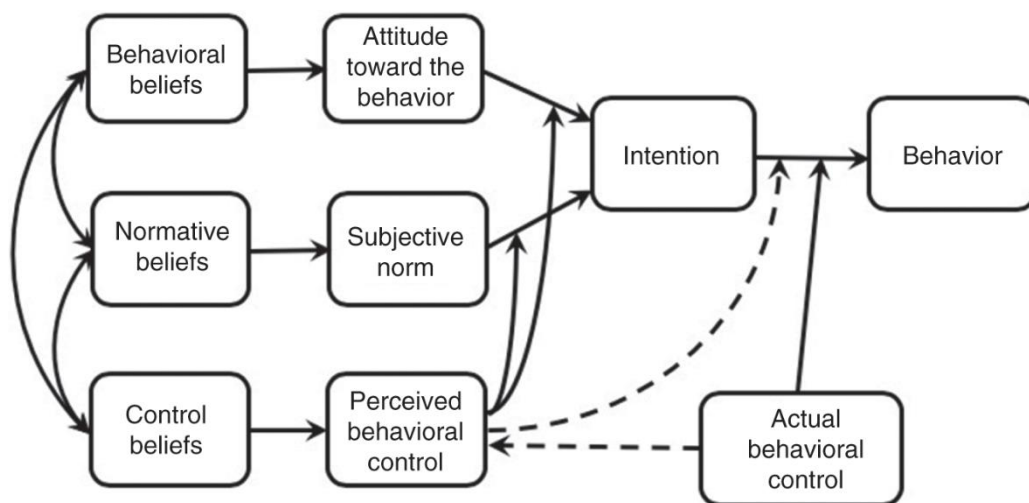 Behavioral
beliefs
Attitude
toward the
behavior
Intention
Behavior
Normative
beliefs
Subjective
norm
Control
beliefs
Perceived
behavioral
control
Actual
behavioral
control